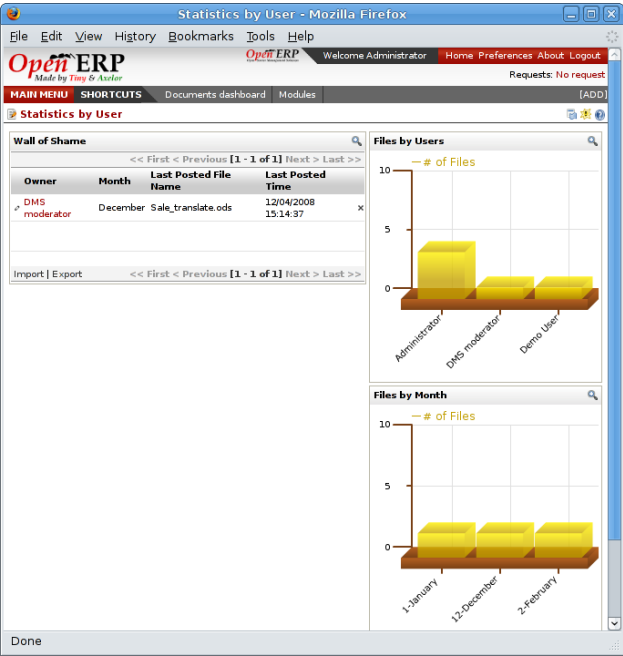 Statistics by User - Mozilla Firefox
File Edit View History Bookmarks Tools Help
Open ERP
Made by Tiny & Axelor
Open ERP
Welcome Administrator
Home Preferences About Logout
Requests: No request
MAIN MENU SHORTCUTS Documents dashboard Modules [ADD]
Statistics by User
Wall of Shame
<< First < Previous [1 - 1 of 1] Next > Last >>
Owner Month Last Posted File Name Last Posted Time
DMS moderator December Sale_translate.ods 12/04/2008 15:14:37
Import | Export << First < Previous [1 - 1 of 1] Next > Last >>
Files by Users
# of Files
10
5
0
Administrator
DMS moderator
Demo User
Files by Month
# of Files
10
5
0
1-January
12-December
2-February
Done